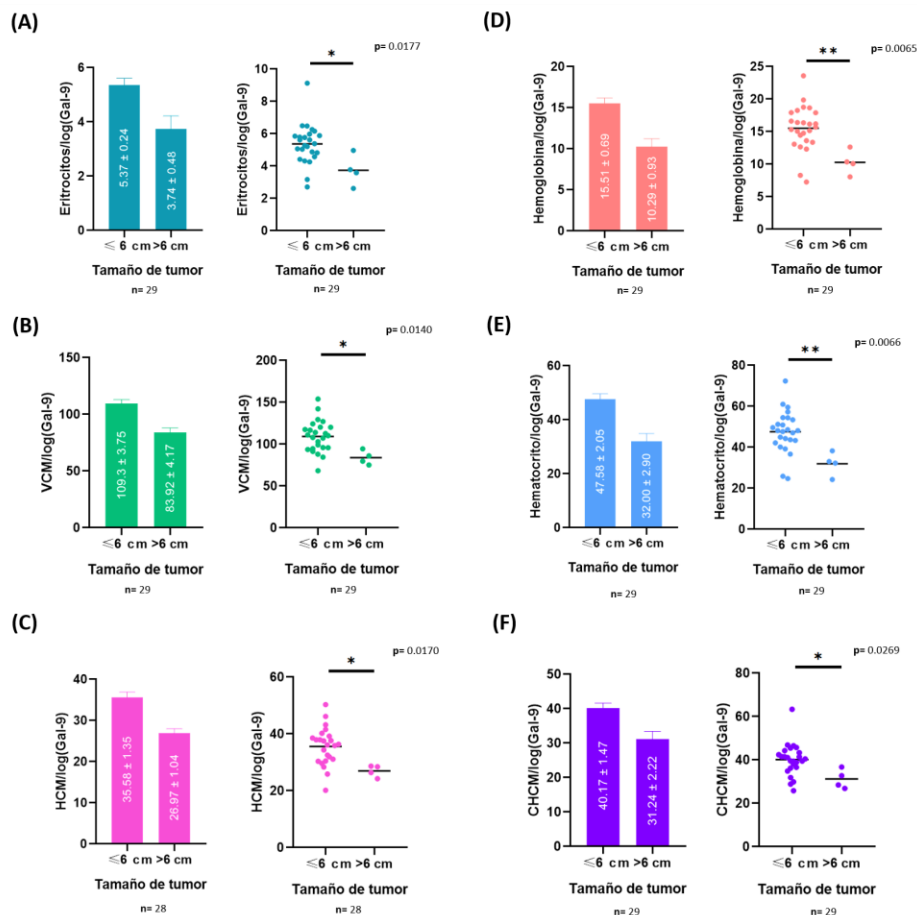 (A)
p= 0.0177
*
Eritrocitos/log(Gal-9)
8
6
4
2
0
5.37 ± 0.24
3.74 ± 0.48
≤ 6 cm >6 cm
Tamaño de tumor
n= 29
Eritrocitos/log(Gal-9)
10
8
6
4
2
0
≤ 6 cm >6 cm
Tamaño de tumor
n= 29
(D)
p= 0.0065
**
Hemoglobina/log(Gal-9)
20
15
10
5
0
15.51 ± 0.69
10.29 ± 0.93
≤ 6 cm >6 cm
Tamaño de tumor
n= 29
Hemoglobina/log(Gal-9)
25
20
15
10
5
0
≤ 6 cm >6 cm
Tamaño de tumor
n= 29
(B)
p= 0.0140
*
VCM/log(Gal-9)
150
100
50
0
109.3 ± 3.75
83.92 ± 4.17
≤6 cm >6 cm
Tamaño de tumor
n= 29
VCM/log(Gal-9)
200
150
100
50
0
≤6 cm >6 cm
Tamaño de tumor
n= 29
(E)
p= 0.0066
**
Hematocrito/log(Gal-9)
60
40
20
0
47.58 ± 2.05
32.00 ± 2.90
≤6 cm >6 cm
Tamaño de tumor
n= 29
Hematocrito/log(Gal-9)
80
60
40
20
0
≤6 cm >6 cm
Tamaño de tumor
n= 29
(C)
p= 0.0170
*
HCM/log(Gal-9)
40
30
20
10
0
35.58 ± 1.35
26.97 ± 1.04
≤6 cm >6 cm
Tamaño de tumor
n= 28
HCM/log(Gal-9)
60
40
20
0
≤6 cm >6 cm
Tamaño de tumor
n= 28
(F)
p= 0.0269
*
CHCM/log(Gal-9)
50
40
30
20
10
0
40.17 ± 1.47
31.24 ± 2.22
≤6 cm >6 cm
Tamaño de tumor
n= 29
CHCM/log(Gal-9)
80
60
40
20
0
≤6 cm >6 cm
Tamaño de tumor
n= 29